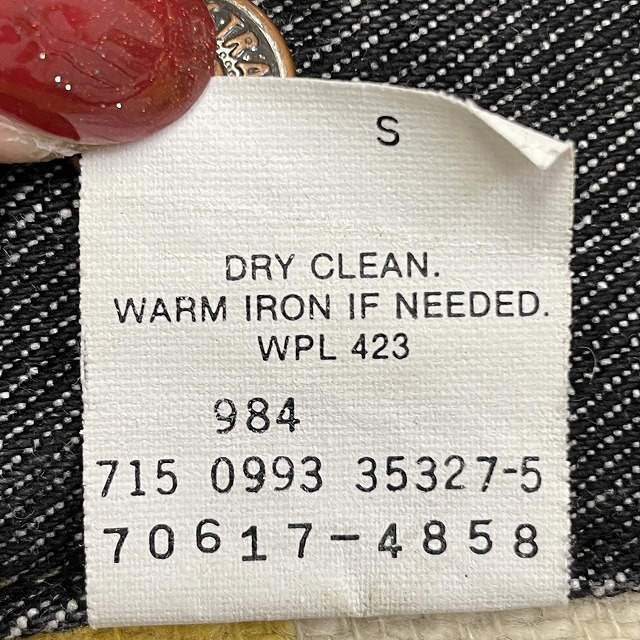 S
DRY CLEAN.
WARM IRON IF NEEDED.
WPL 423
984
715 0993 35327-5
70617-4858